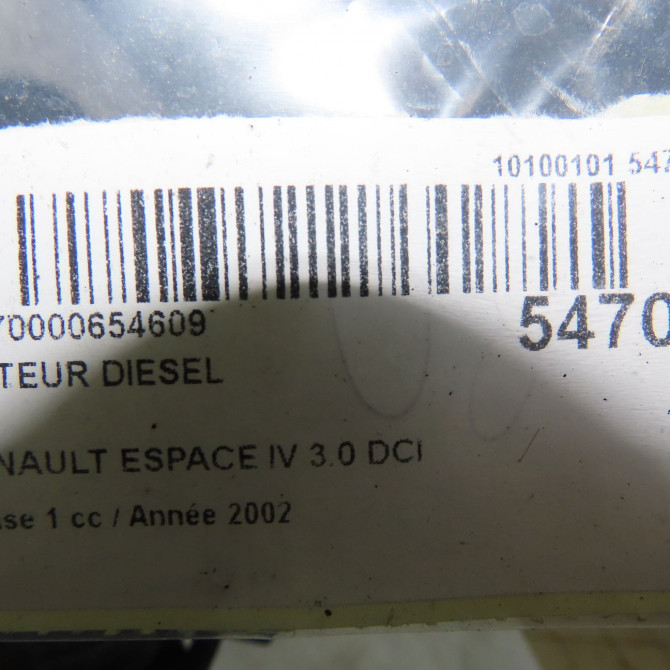 10100101 547
70000654609
5470
TEUR DIESEL
NAULT ESPACE IV 3.0 DCI
se 1 cc / Année 2002